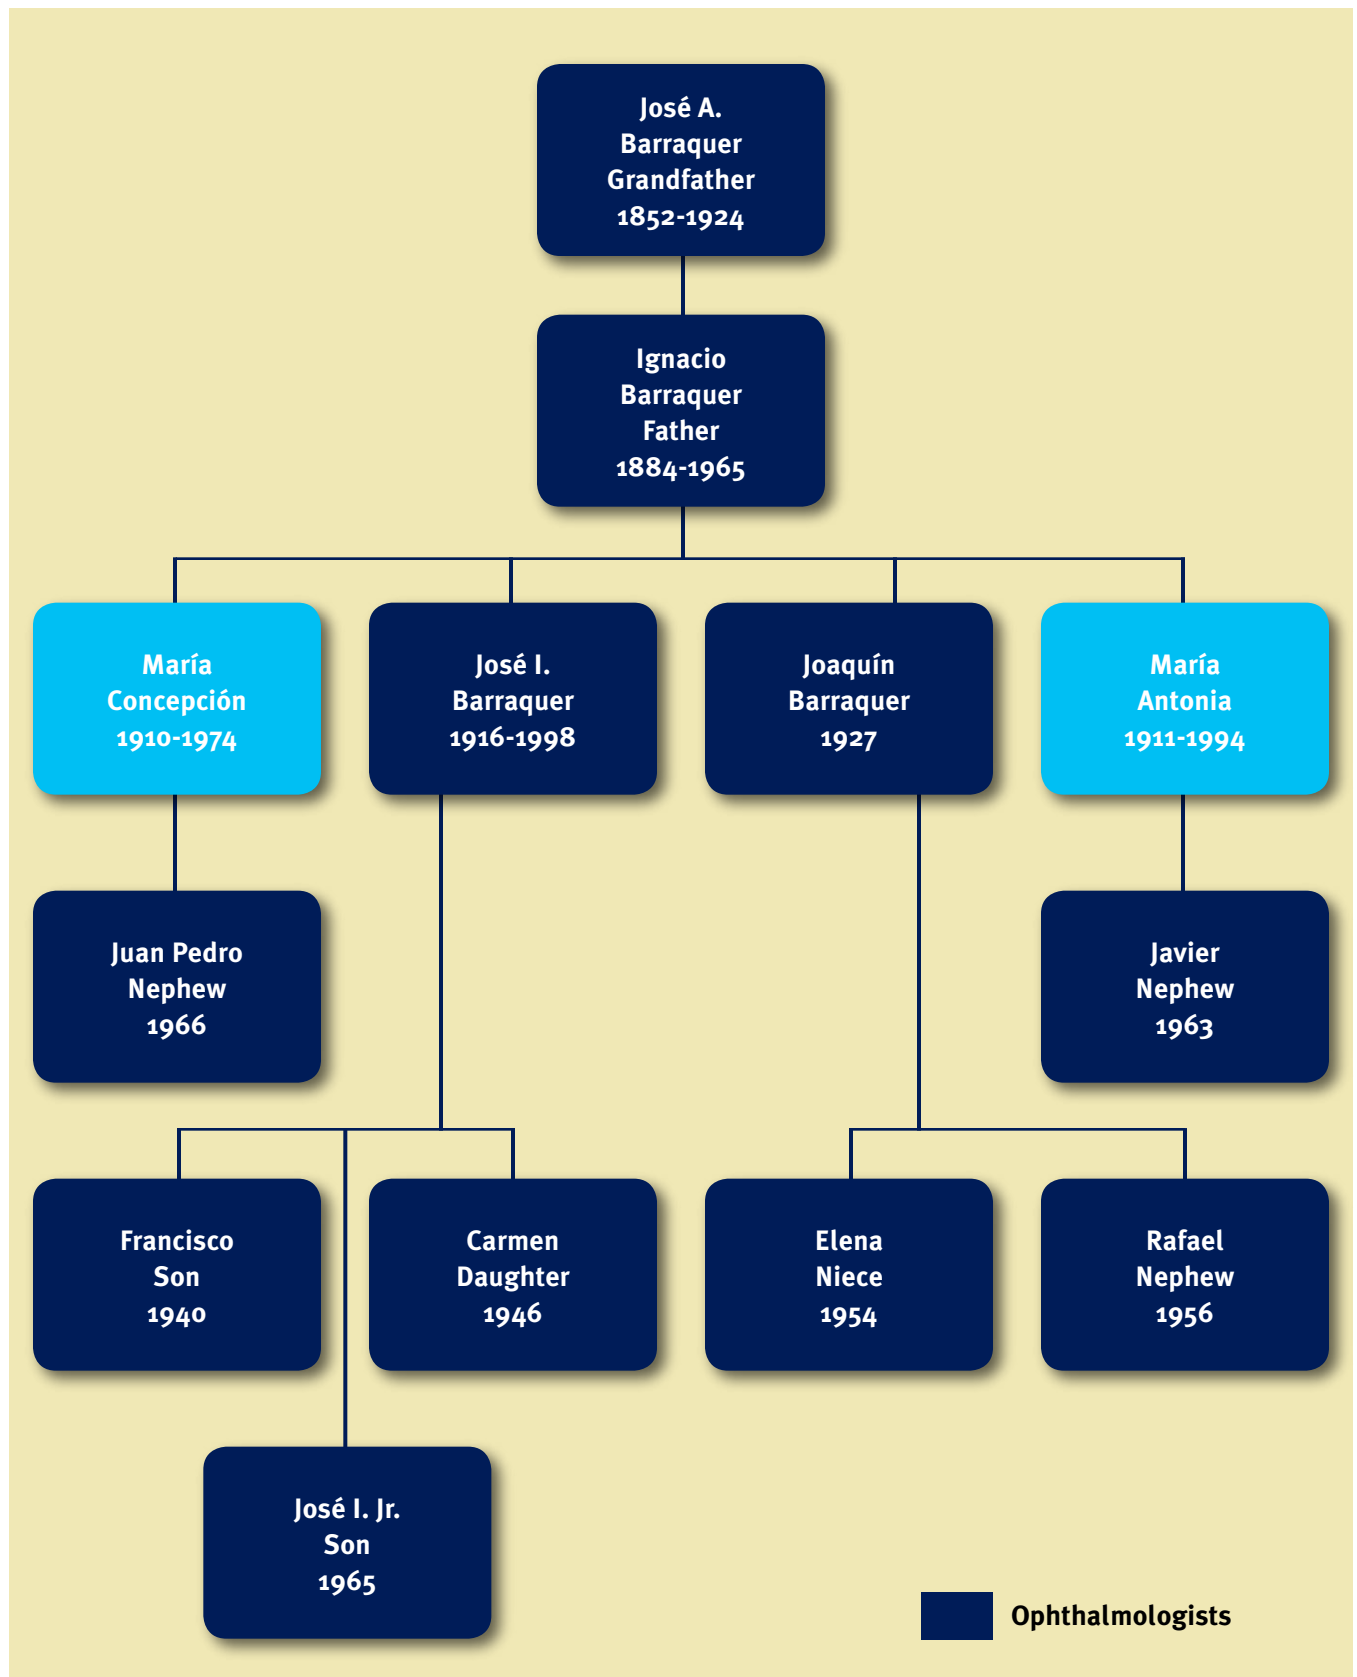 José A.
Barraquer
Grandfather
1852-1924
Ignacio
Barraquer
Father
1884-1965
María
Concepción
1910-1974
José I.
Barraquer
1916-1998
Joaquín
Barraquer
1927
María
Antonia
1911-1994
Juan Pedro
Nephew
1966
Javier
Nephew
1963
Francisco
Son
1940
Carmen
Daughter
1946
Elena
Niece
1954
Rafael
Nephew
1956
José I. Jr.
Son
1965
Ophthalmologists